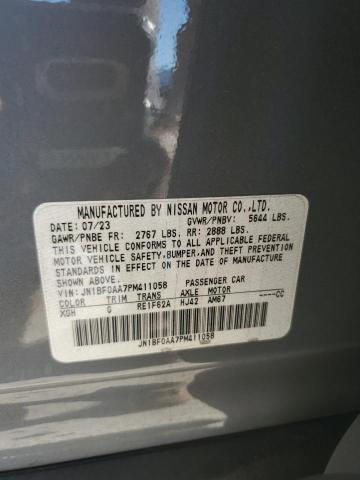 MANUFACTURED BY NISSAN MOTOR CO.,LTD.
DATE: 07/23 GVWR/PNBV: 5644 LBS.
GAWR/PNBE FR: 2767 LBS. RR: 2888 LBS.
THIS VEHICLE CONFORMS TO ALL APPLICABLE FEDERAL
MOTOR VEHICLE SAFETY,BUMPER,AND THEFT PREVENTION
STANDARDS IN EFFECT ON THE DATE OF MANUFACTURE
SHOWN ABOVE.
VIN: JN1BF0AA7PM411058 PASSENGER CAR
COLOR TRIM TRANS AXLE MOTOR
XGH G RE1F62A HJ42 AM67 ----CC
JN1BF0AA7PM411058